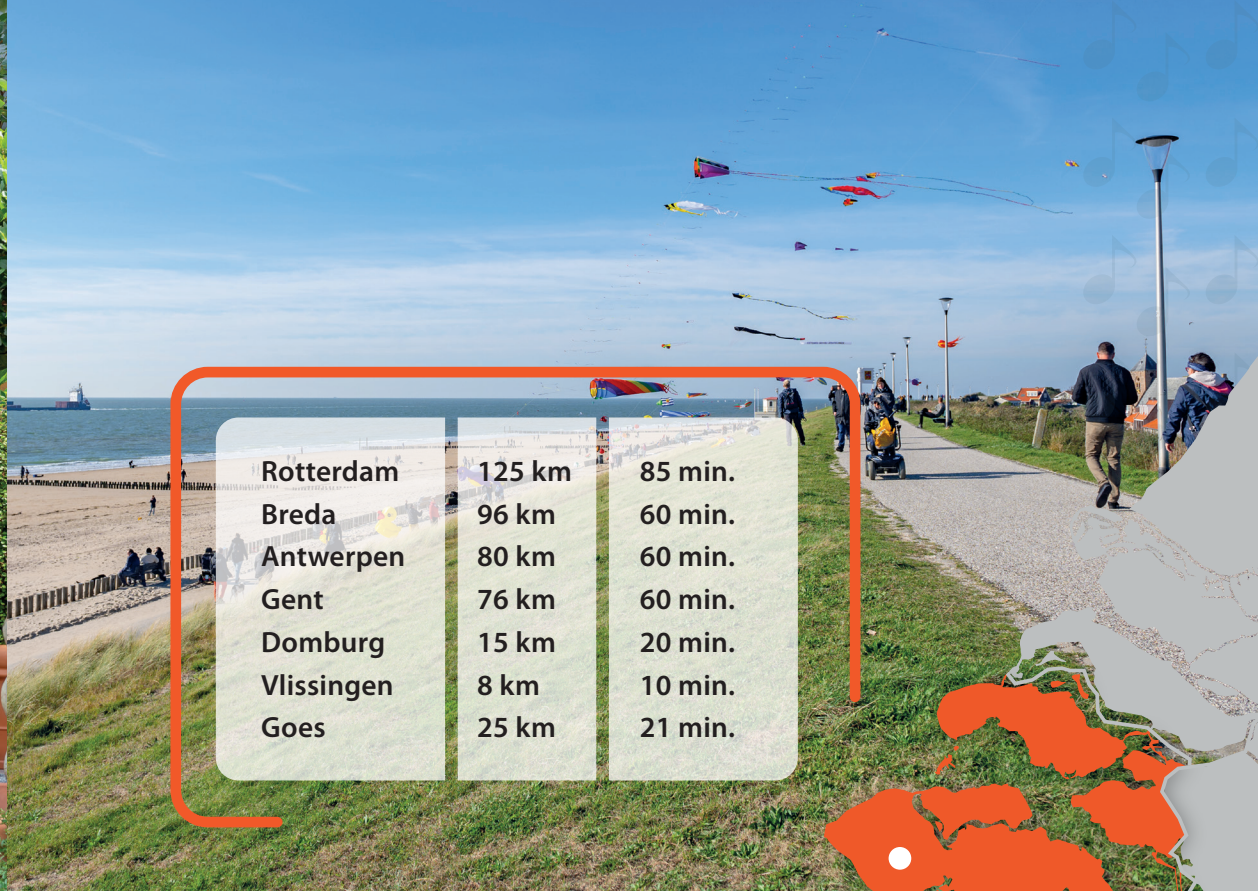 Rotterdam 125 km 85 min.
Breda 96 km 60 min.
Antwerpen 80 km 60 min.
Gent 76 km 60 min.
Domburg 15 km 20 min.
Vlissingen 8 km 10 min.
Goes 25 km 21 min.